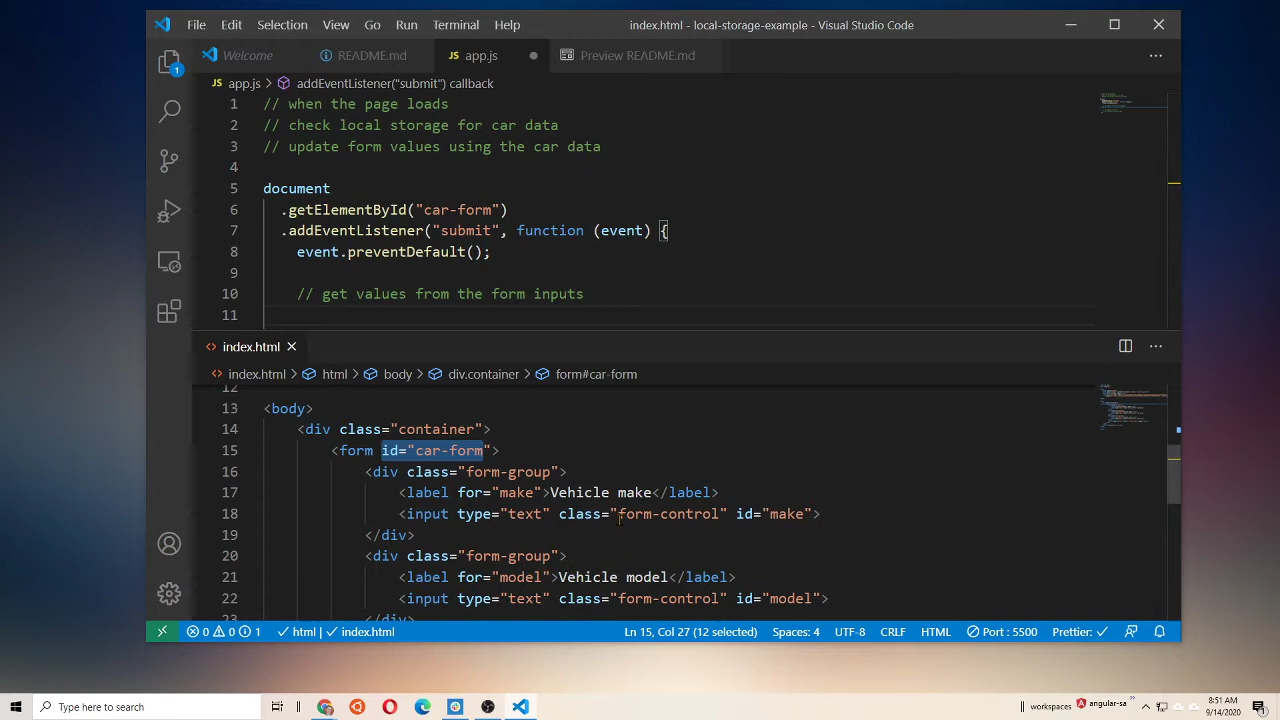 File Edit Selection View Go Run Terminal Help index.html - local-storage-example - Visual Studio Code
Welcome README.md JS app.js Preview README.md
1
JS app.js > addEventListener("submit") callback
1 // when the page loads
2 // check local storage for car data
3 // update form values using the car data
4
5 document
6 .getElementById("car-form")
7 .addEventListener("submit", function (event) {
8 event.preventDefault();
9
10 // get values from the form inputs
11
index.html
index.html > html > body > div.container > form#car-form
12
13 <body>
14 <div class="container">
15 <form id="car-form">
16 <div class="form-group">
17 <label for="make">Vehicle make</label>
18 <input type="text" class="form-control" id="make">
19 </div>
20 <div class="form-group">
21 <label for="model">Vehicle model</label>
22 <input type="text" class="form-control" id="model">
23 </div>
0 0 1 html | index.html Ln 15, Col 27 (12 selected) Spaces: 4 UTF-8 CRLF HTML Port : 5500 Prettier:
Type here to search workspaces angular-sa 8:51 AM
9/14/2020 1